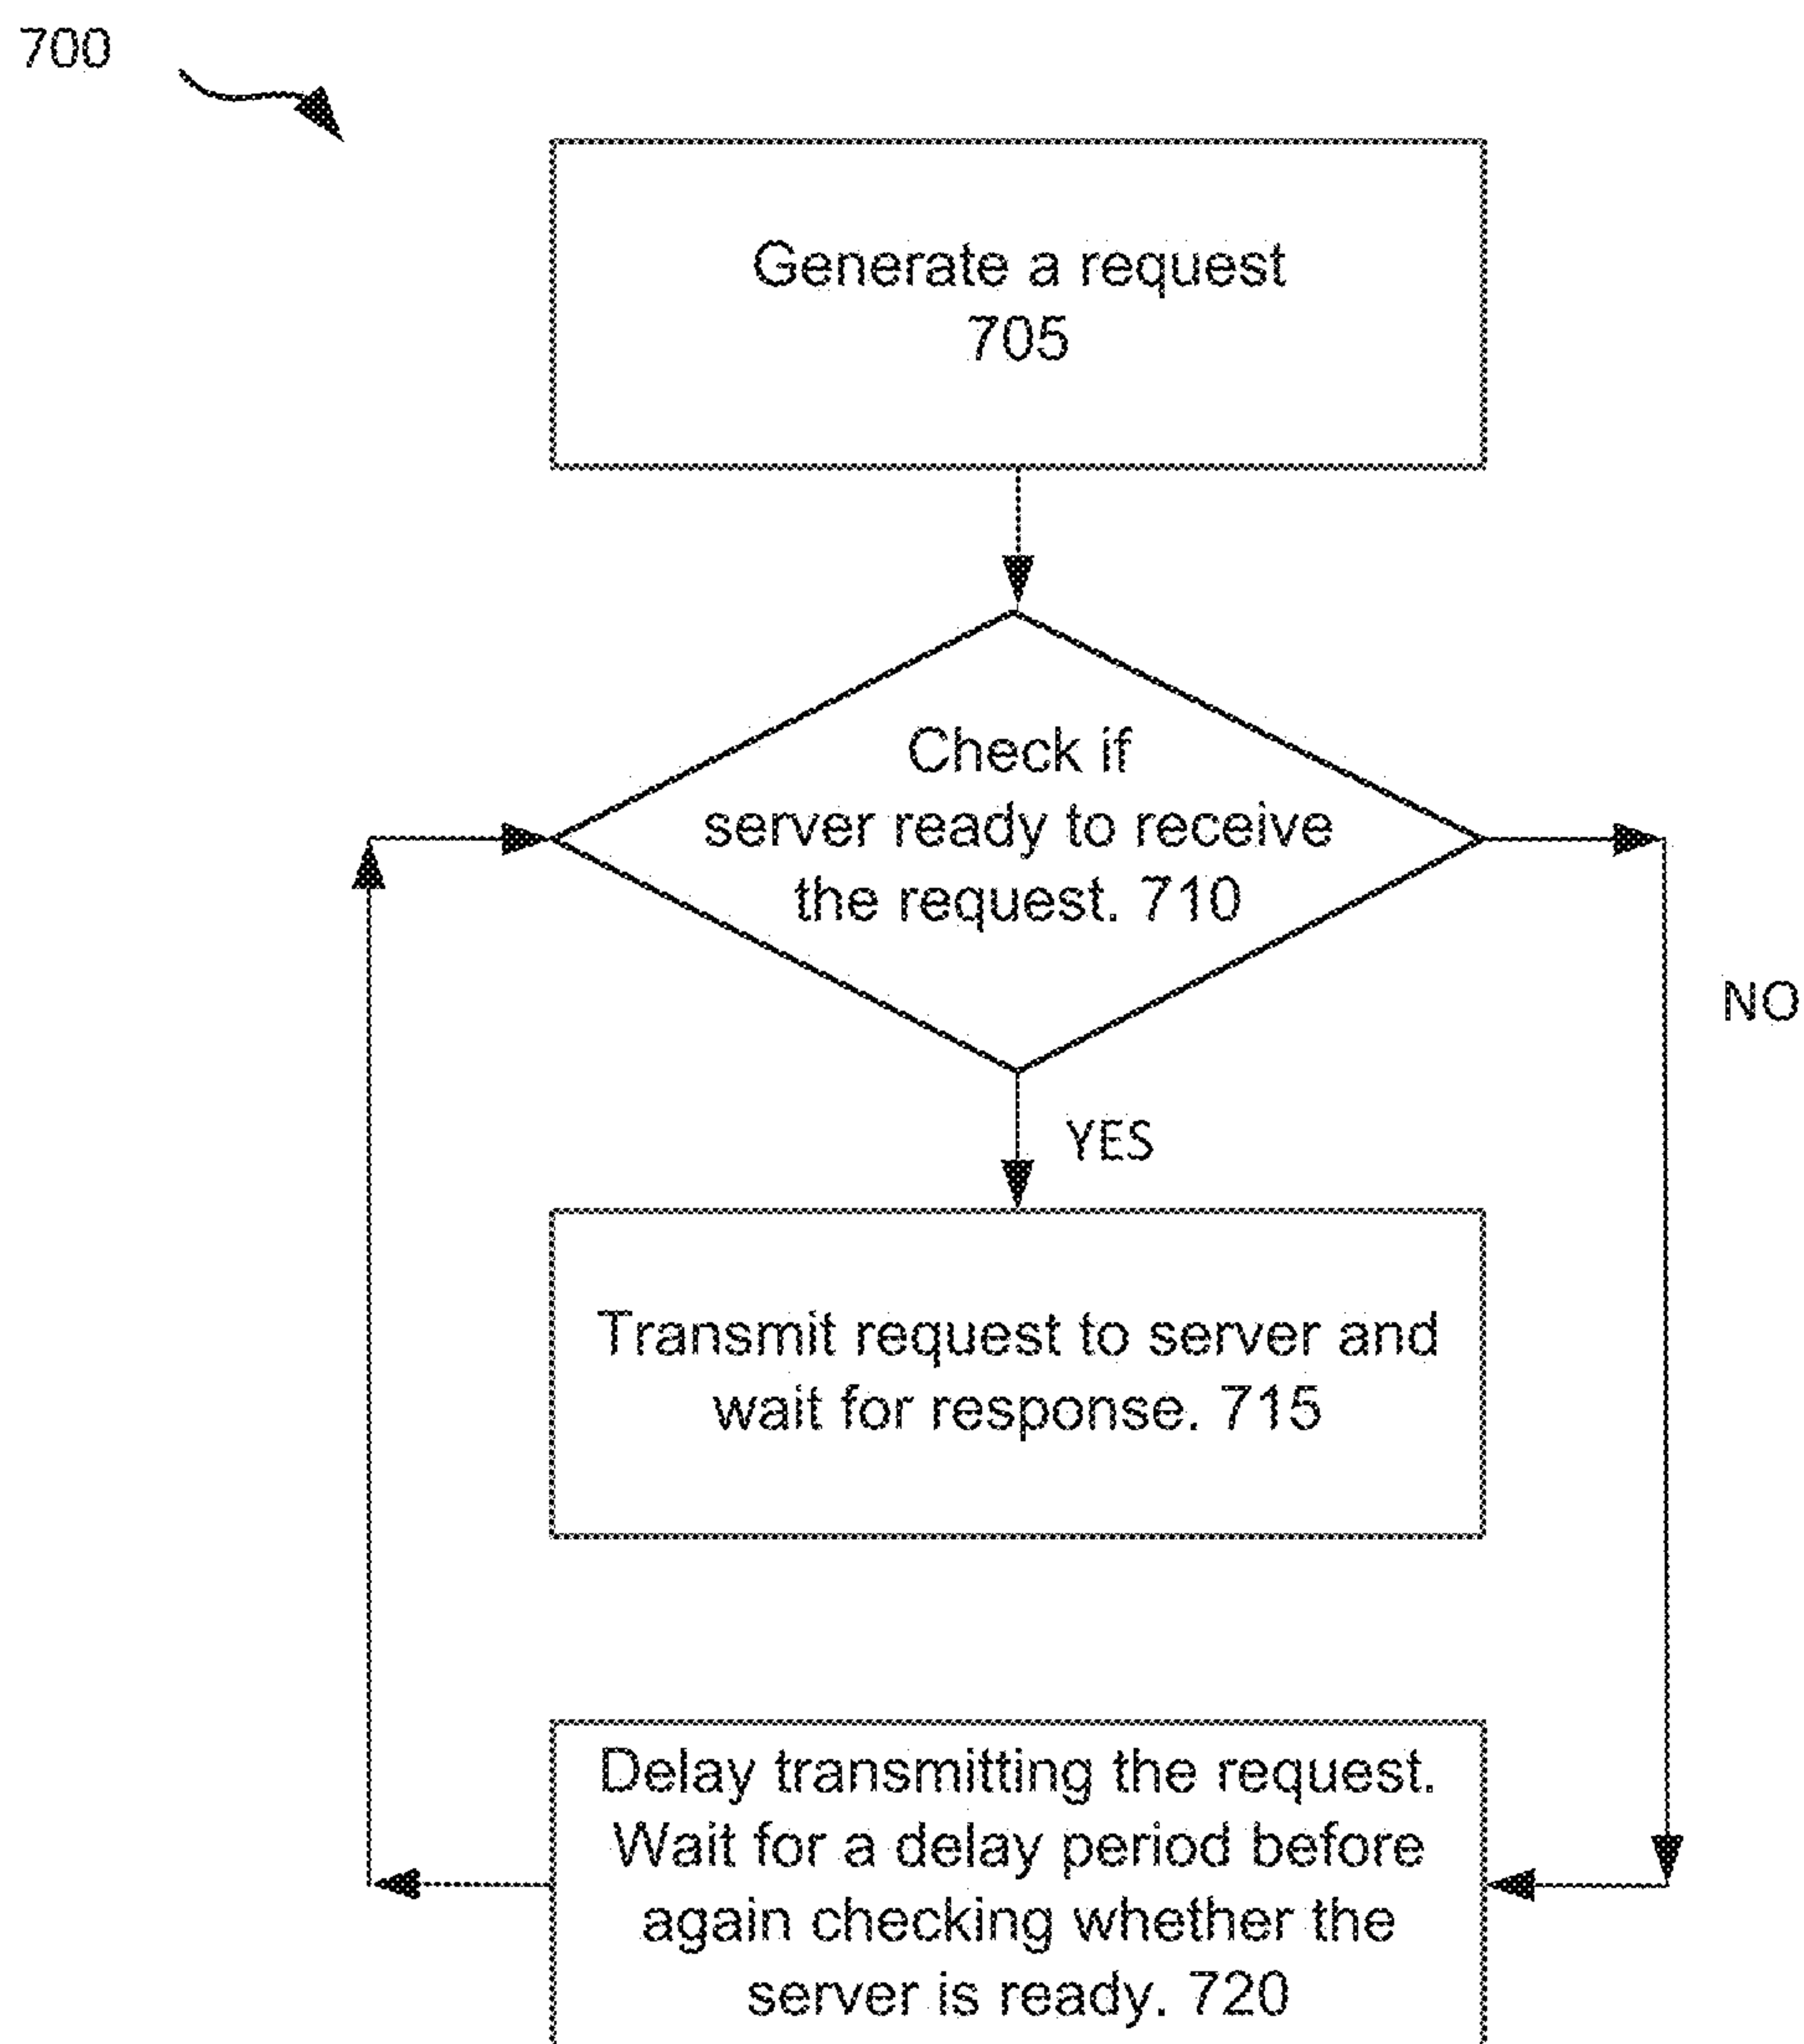 700
Generate a request
705
Check if
server ready to receive
the request. 710
NO
YES
Transmit request to server and
wait for response. 715
Delay transmitting the request.
Wait for a delay period before
again checking whether the
server is ready. 720